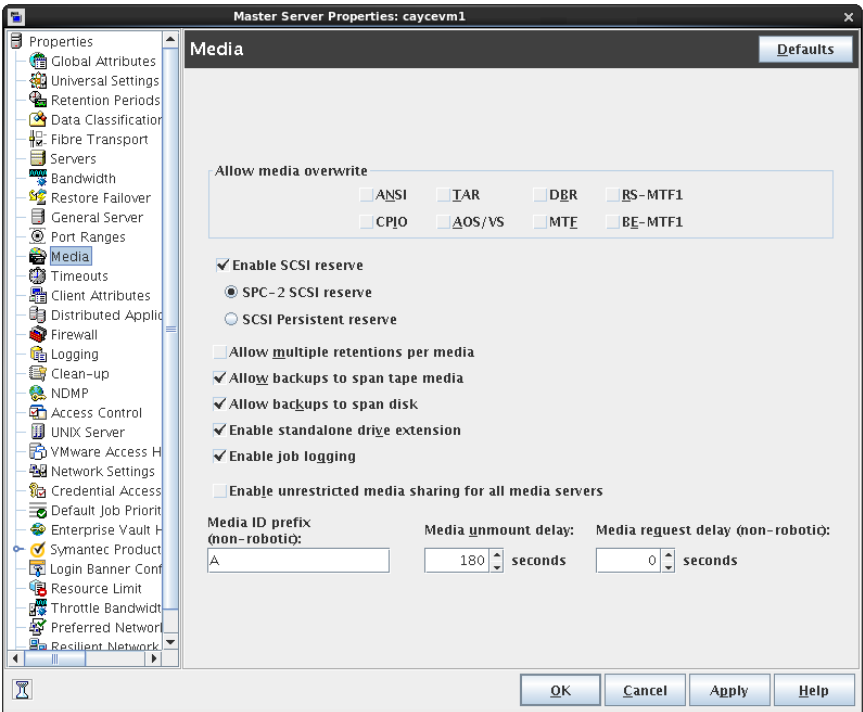 Master Server Properties: caycevm1
Properties
Global Attributes
Universal Settings
Retention Periods
Data Classification
Fibre Transport
Servers
Bandwidth
Restore Failover
General Server
Port Ranges
Media
Timeouts
Client Attributes
Distributed Applic
Firewall
Logging
Clean-up
NDMP
Access Control
UNIX Server
VMware Access H
Network Settings
Credential Access
Default Job Priorit
Enterprise Vault H
Symantec Product
Login Banner Conf
Resource Limit
Throttle Bandwidt
Preferred Networ
Resilient Network
Media
Defaults
Allow media overwrite
ANSI TAR DBR RS-MTF1
CPIO AOS/VS MTF BE-MTF1
Enable SCSI reserve
SPC-2 SCSI reserve
SCSI Persistent reserve
Allow multiple retentions per media
Allow backups to span tape media
Allow backups to span disk
Enable standalone drive extension
Enable job logging
Enable unrestricted media sharing for all media servers
Media ID prefix
(non-robotic):
Media unmount delay: Media request delay (non-robotic):
A 180 seconds 0 seconds
OK Cancel Apply Help